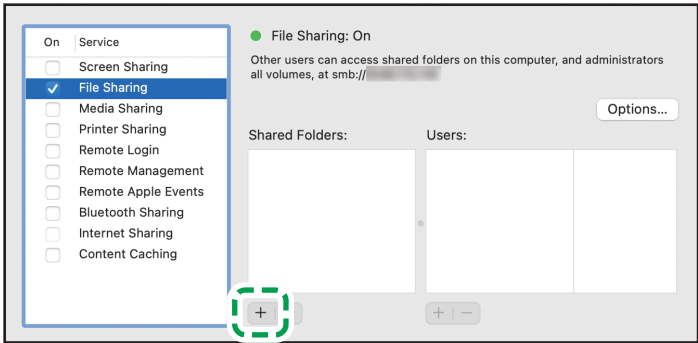 On Service
Screen Sharing
File Sharing
Media Sharing
Printer Sharing
Remote Login
Remote Management
Remote Apple Events
Bluetooth Sharing
Internet Sharing
Content Caching
File Sharing: On
Other users can access shared folders on this computer, and administrators
all volumes, at smb://
Options...
Shared Folders:
Users:
+
+ −